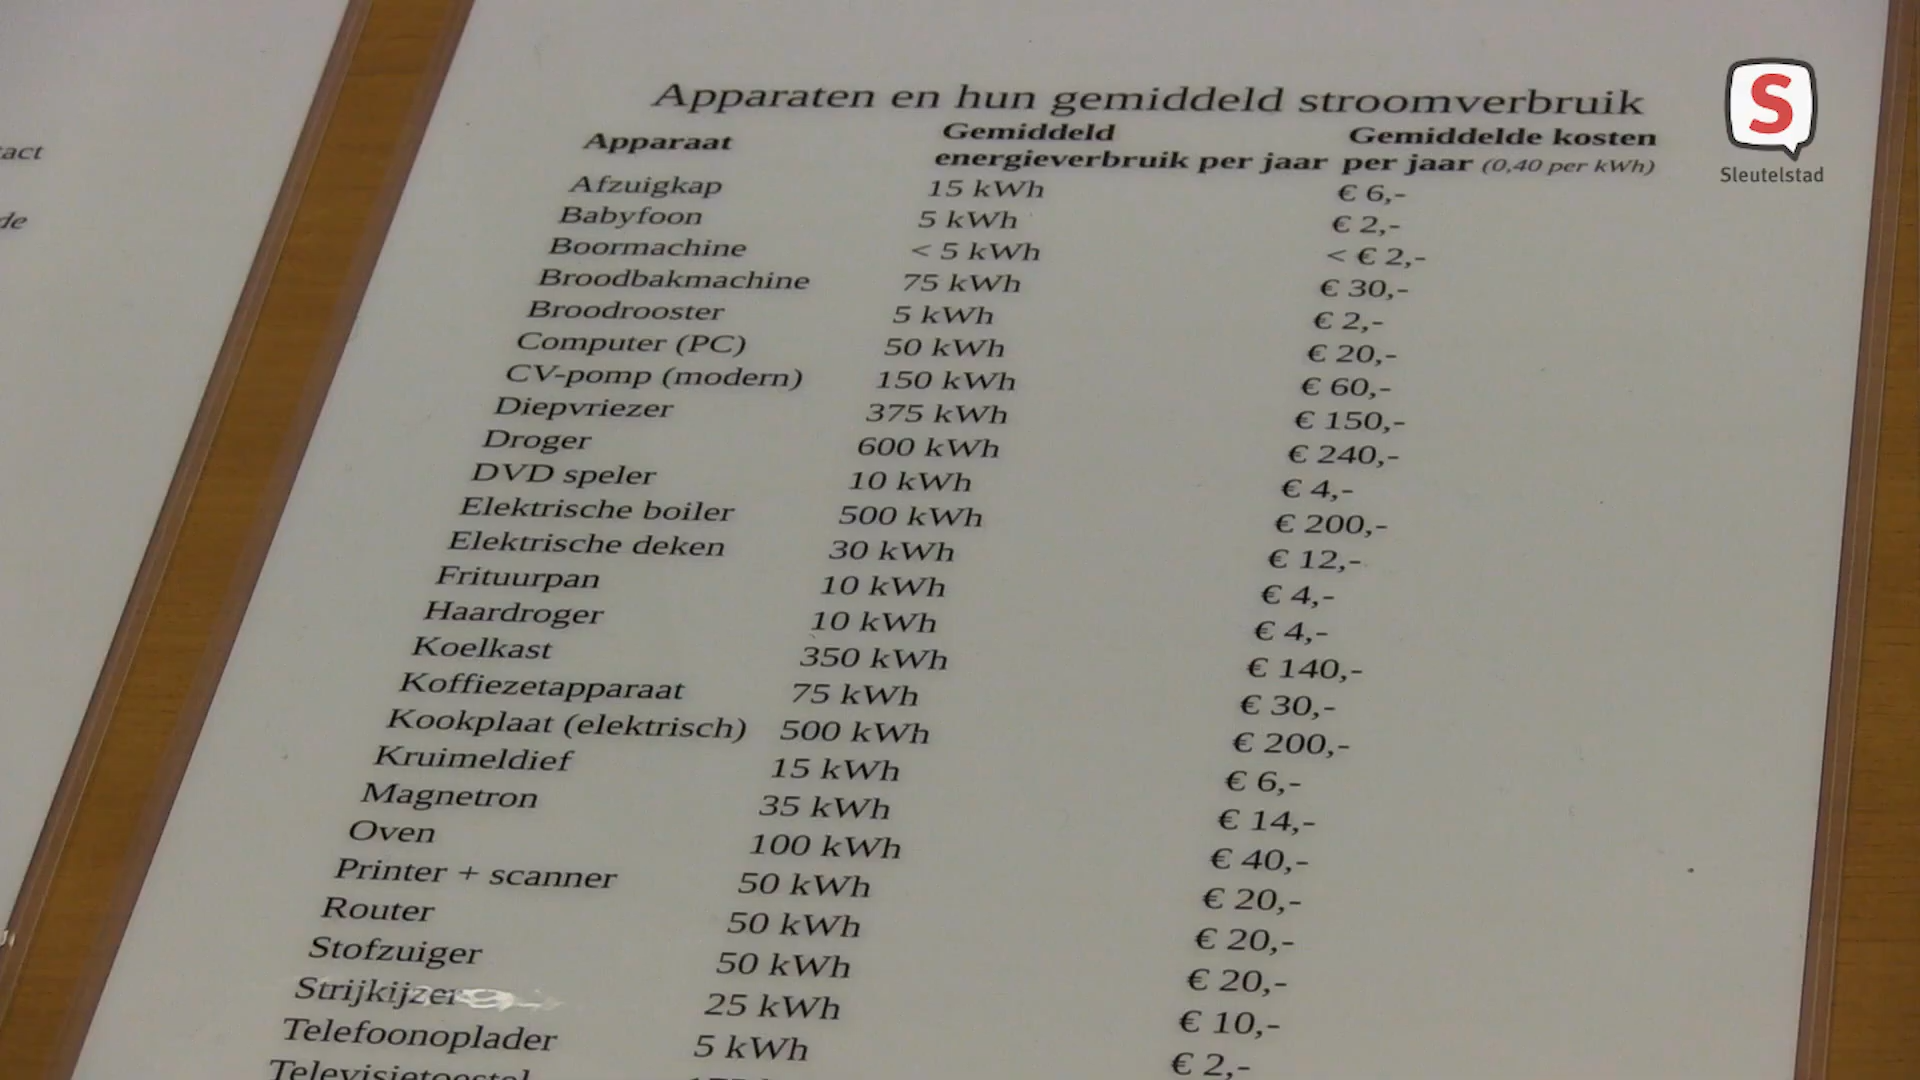 Apparaten en hun gemiddeld stroomverbruik
Apparaat Gemiddeld energieverbruik per jaar Gemiddelde kosten per jaar (0,40 per kWh)
Afzuigkap 15 kWh € 6,-
Babyfoon 5 kWh € 2,-
Boormachine < 5 kWh < € 2,-
Broodbakmachine 75 kWh € 30,-
Broodrooster 5 kWh € 2,-
Computer (PC) 50 kWh € 20,-
CV-pomp (modern) 150 kWh € 60,-
Diepvriezer 375 kWh € 150,-
Droger 600 kWh € 240,-
DVD speler 10 kWh € 4,-
Elektrische boiler 500 kWh € 200,-
Elektrische deken 30 kWh € 12,-
Frituurpan 10 kWh € 4,-
Haardroger 10 kWh € 4,-
Koelkast 350 kWh € 140,-
Koffiezetapparaat 75 kWh € 30,-
Kookplaat (elektrisch) 500 kWh € 200,-
Kruimeldief 15 kWh € 6,-
Magnetron 35 kWh € 14,-
Oven 100 kWh € 40,-
Printer + scanner 50 kWh € 20,-
Router 50 kWh € 20,-
Stofzuiger 50 kWh € 20,-
Strijkijzer 25 kWh € 10,-
Telefoonoplader 5 kWh € 2,-
Televisietoestel
S
Sleutelstad